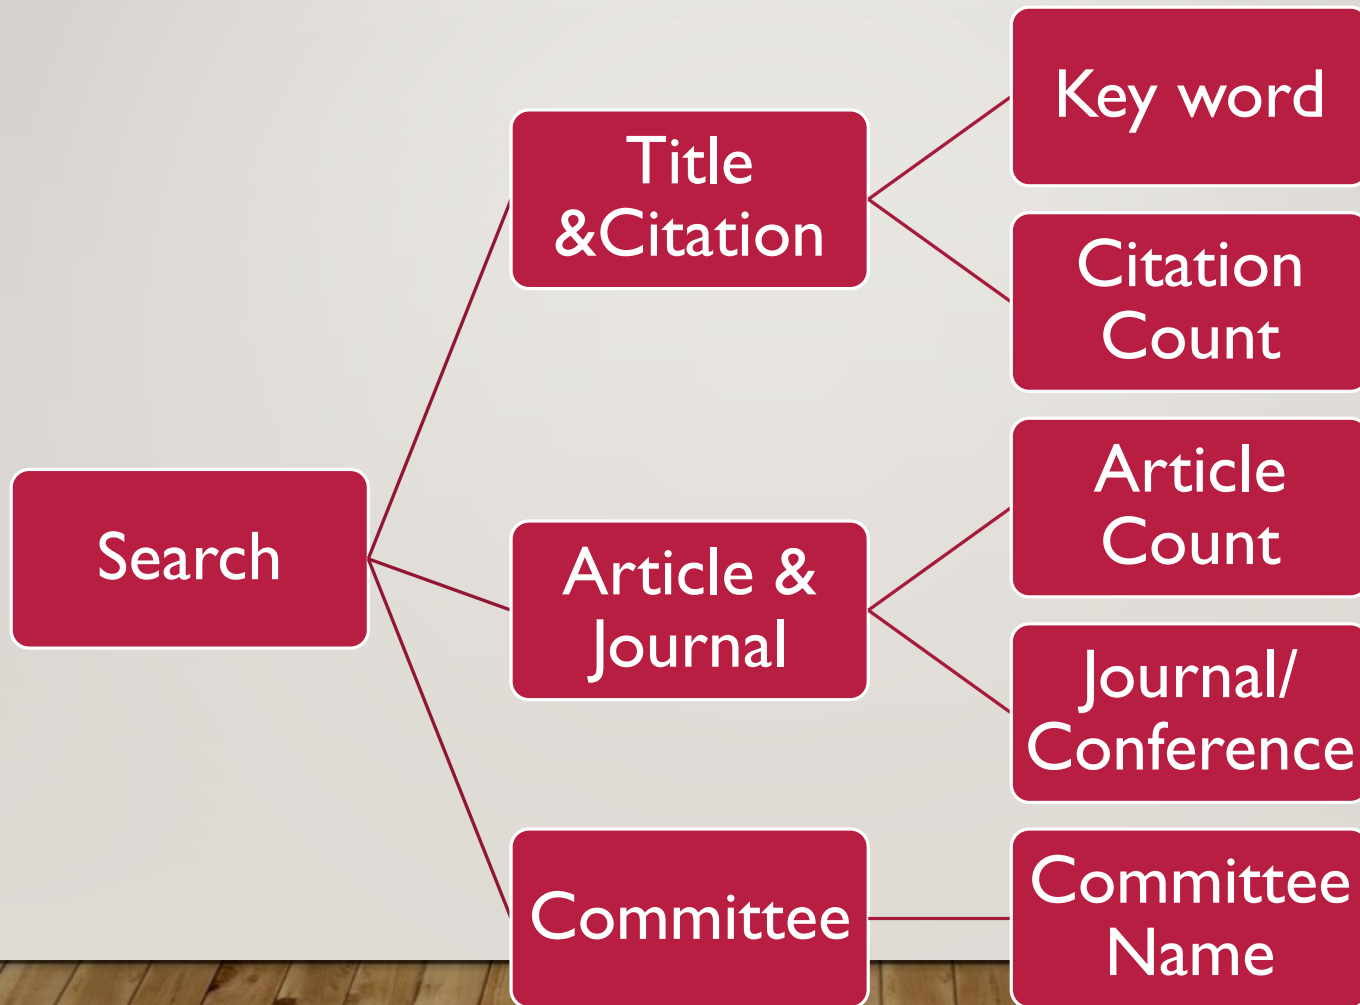 Search
Title
&Citation
Key word
Citation
Count
Article &
Journal
Article
Count
Journal/
Conference
Committee
Committee
Name